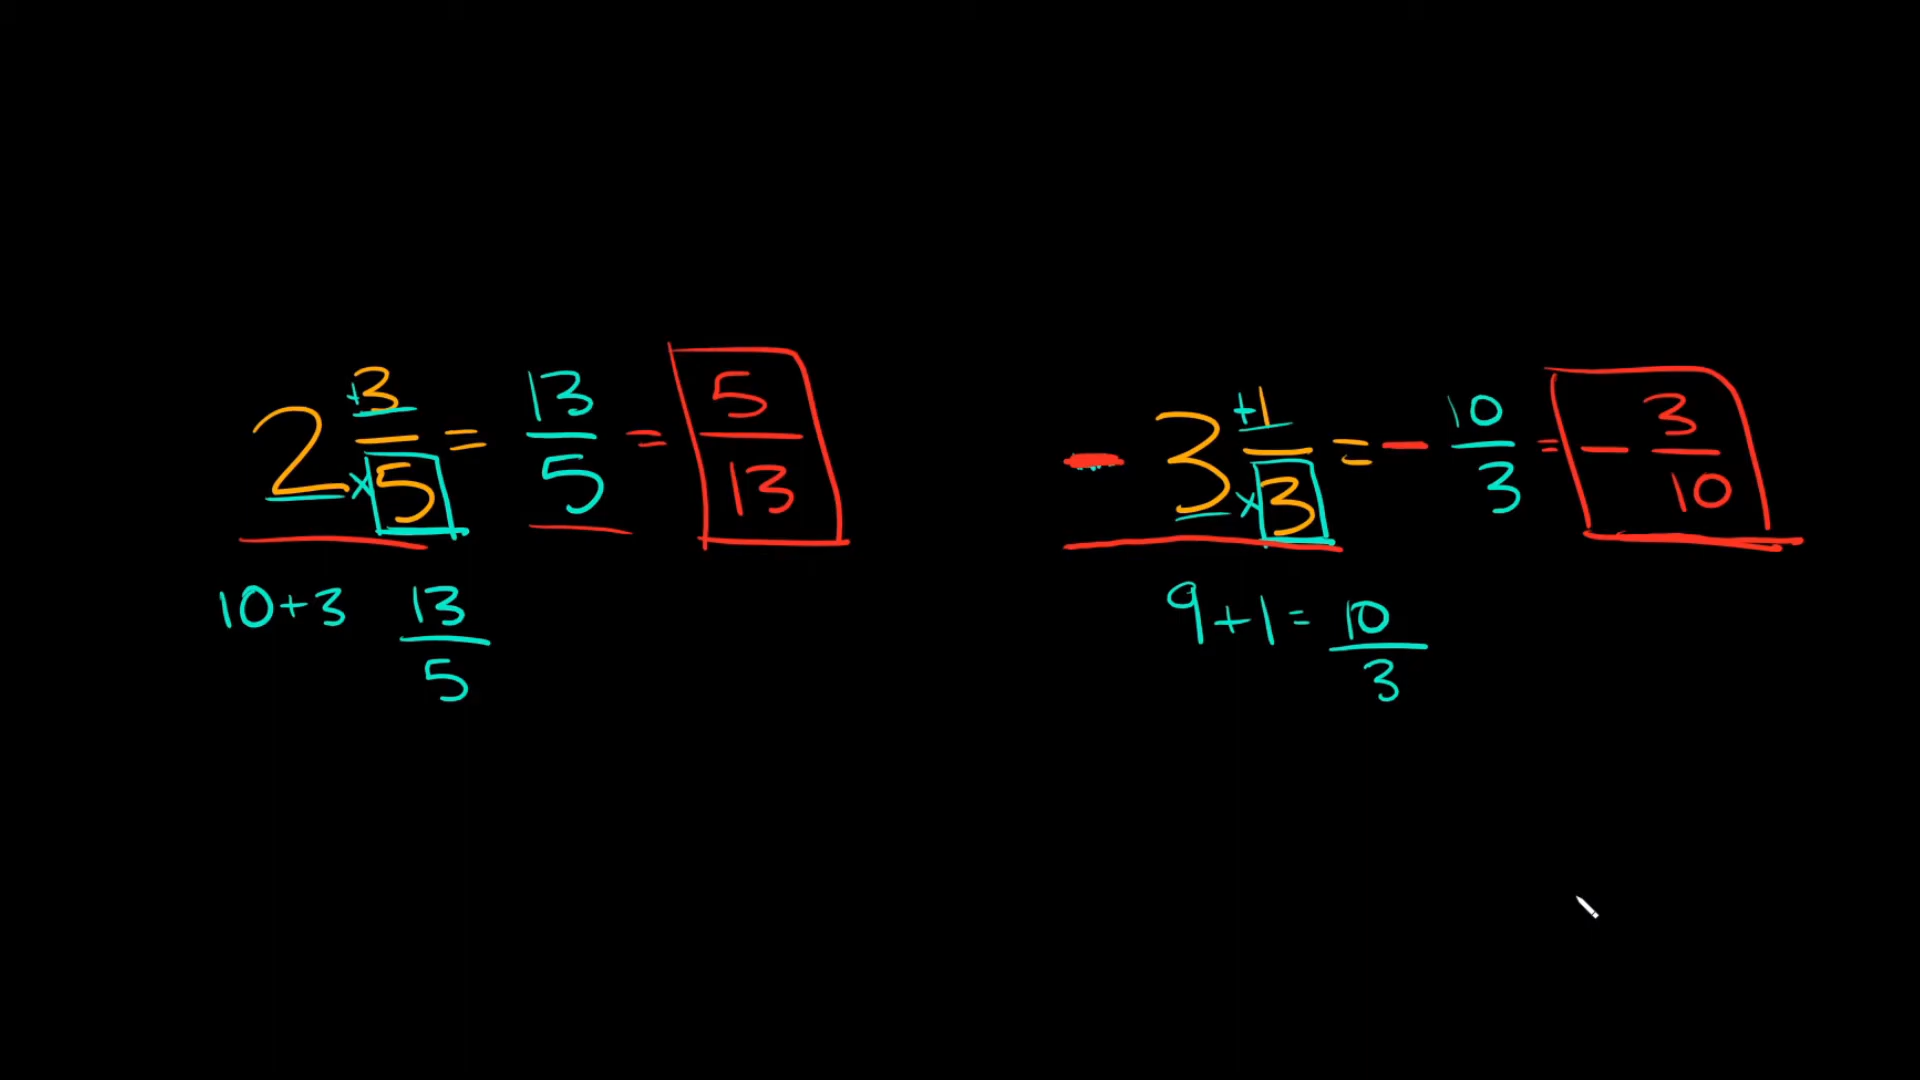 2 +3/×5 = 13/5 = 5/13
10+3 13/5
- 3 +1/×3 = - 10/3 = - 3/10
9+1= 10/3